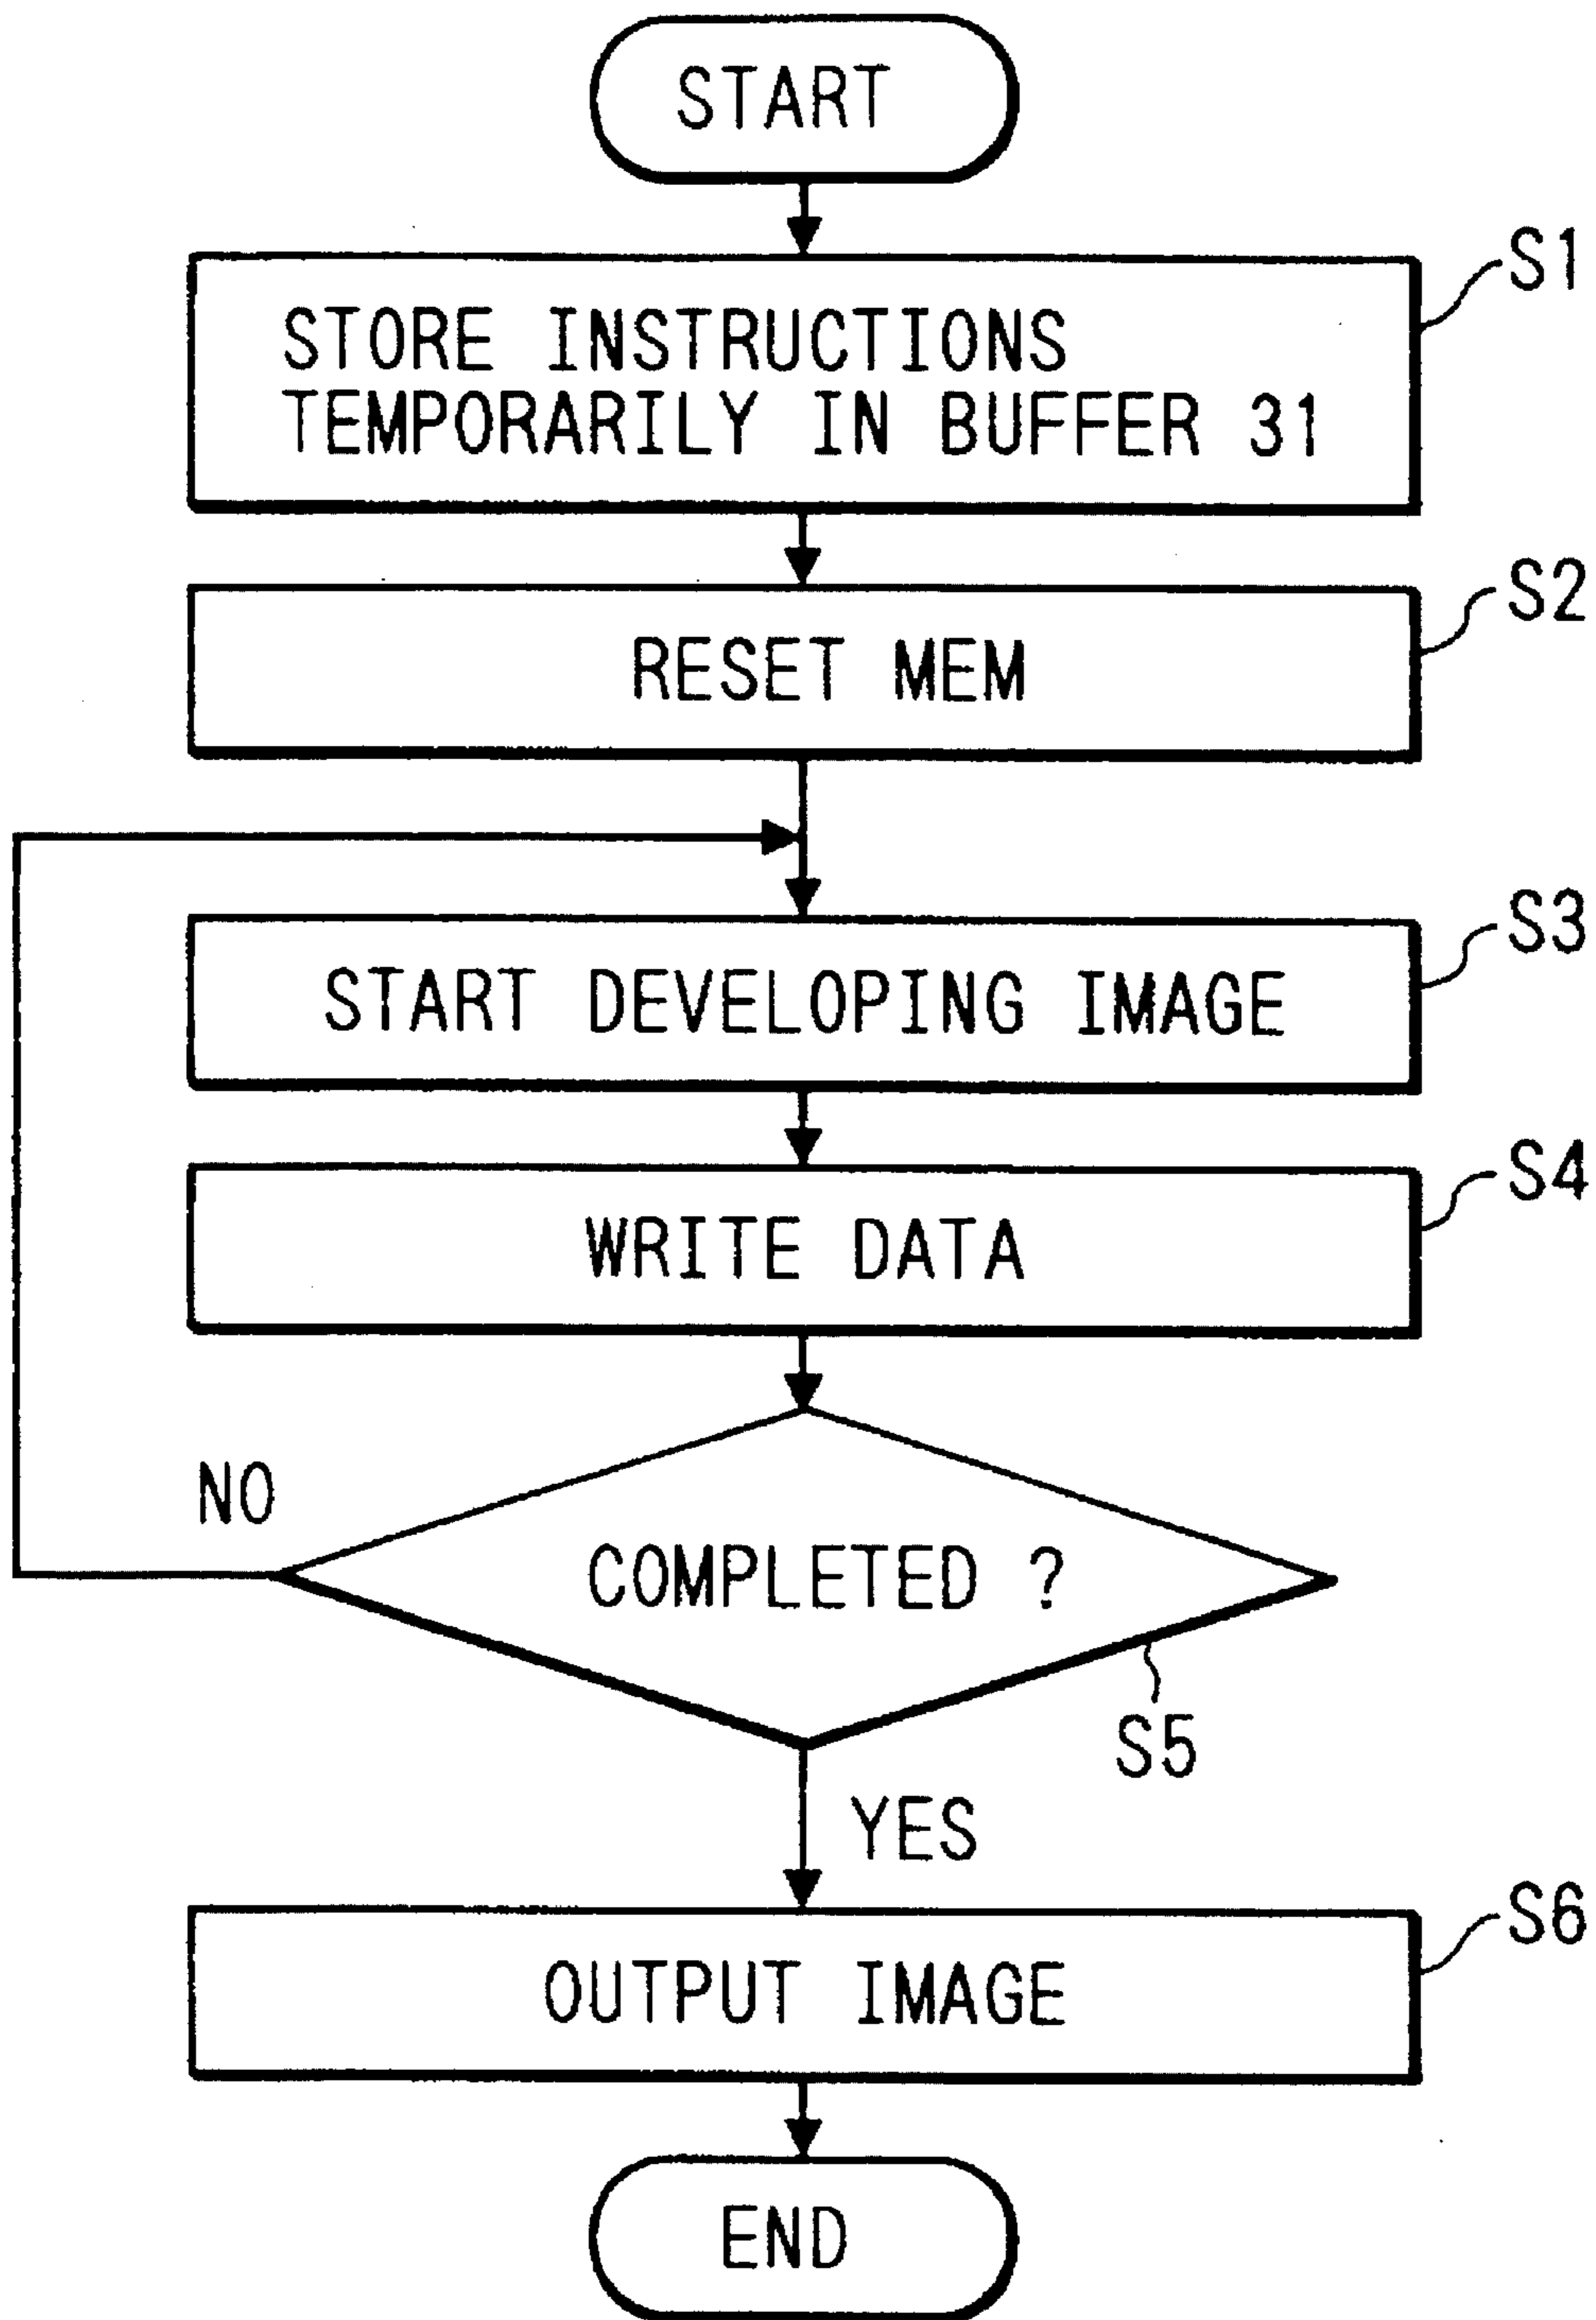 START
S1
STORE INSTRUCTIONS
TEMPORARILY IN BUFFER 31
S2
RESET MEM
S3
START DEVELOPING IMAGE
S4
WRITE DATA
NO
COMPLETED ?
S5
YES
S6
OUTPUT IMAGE
END